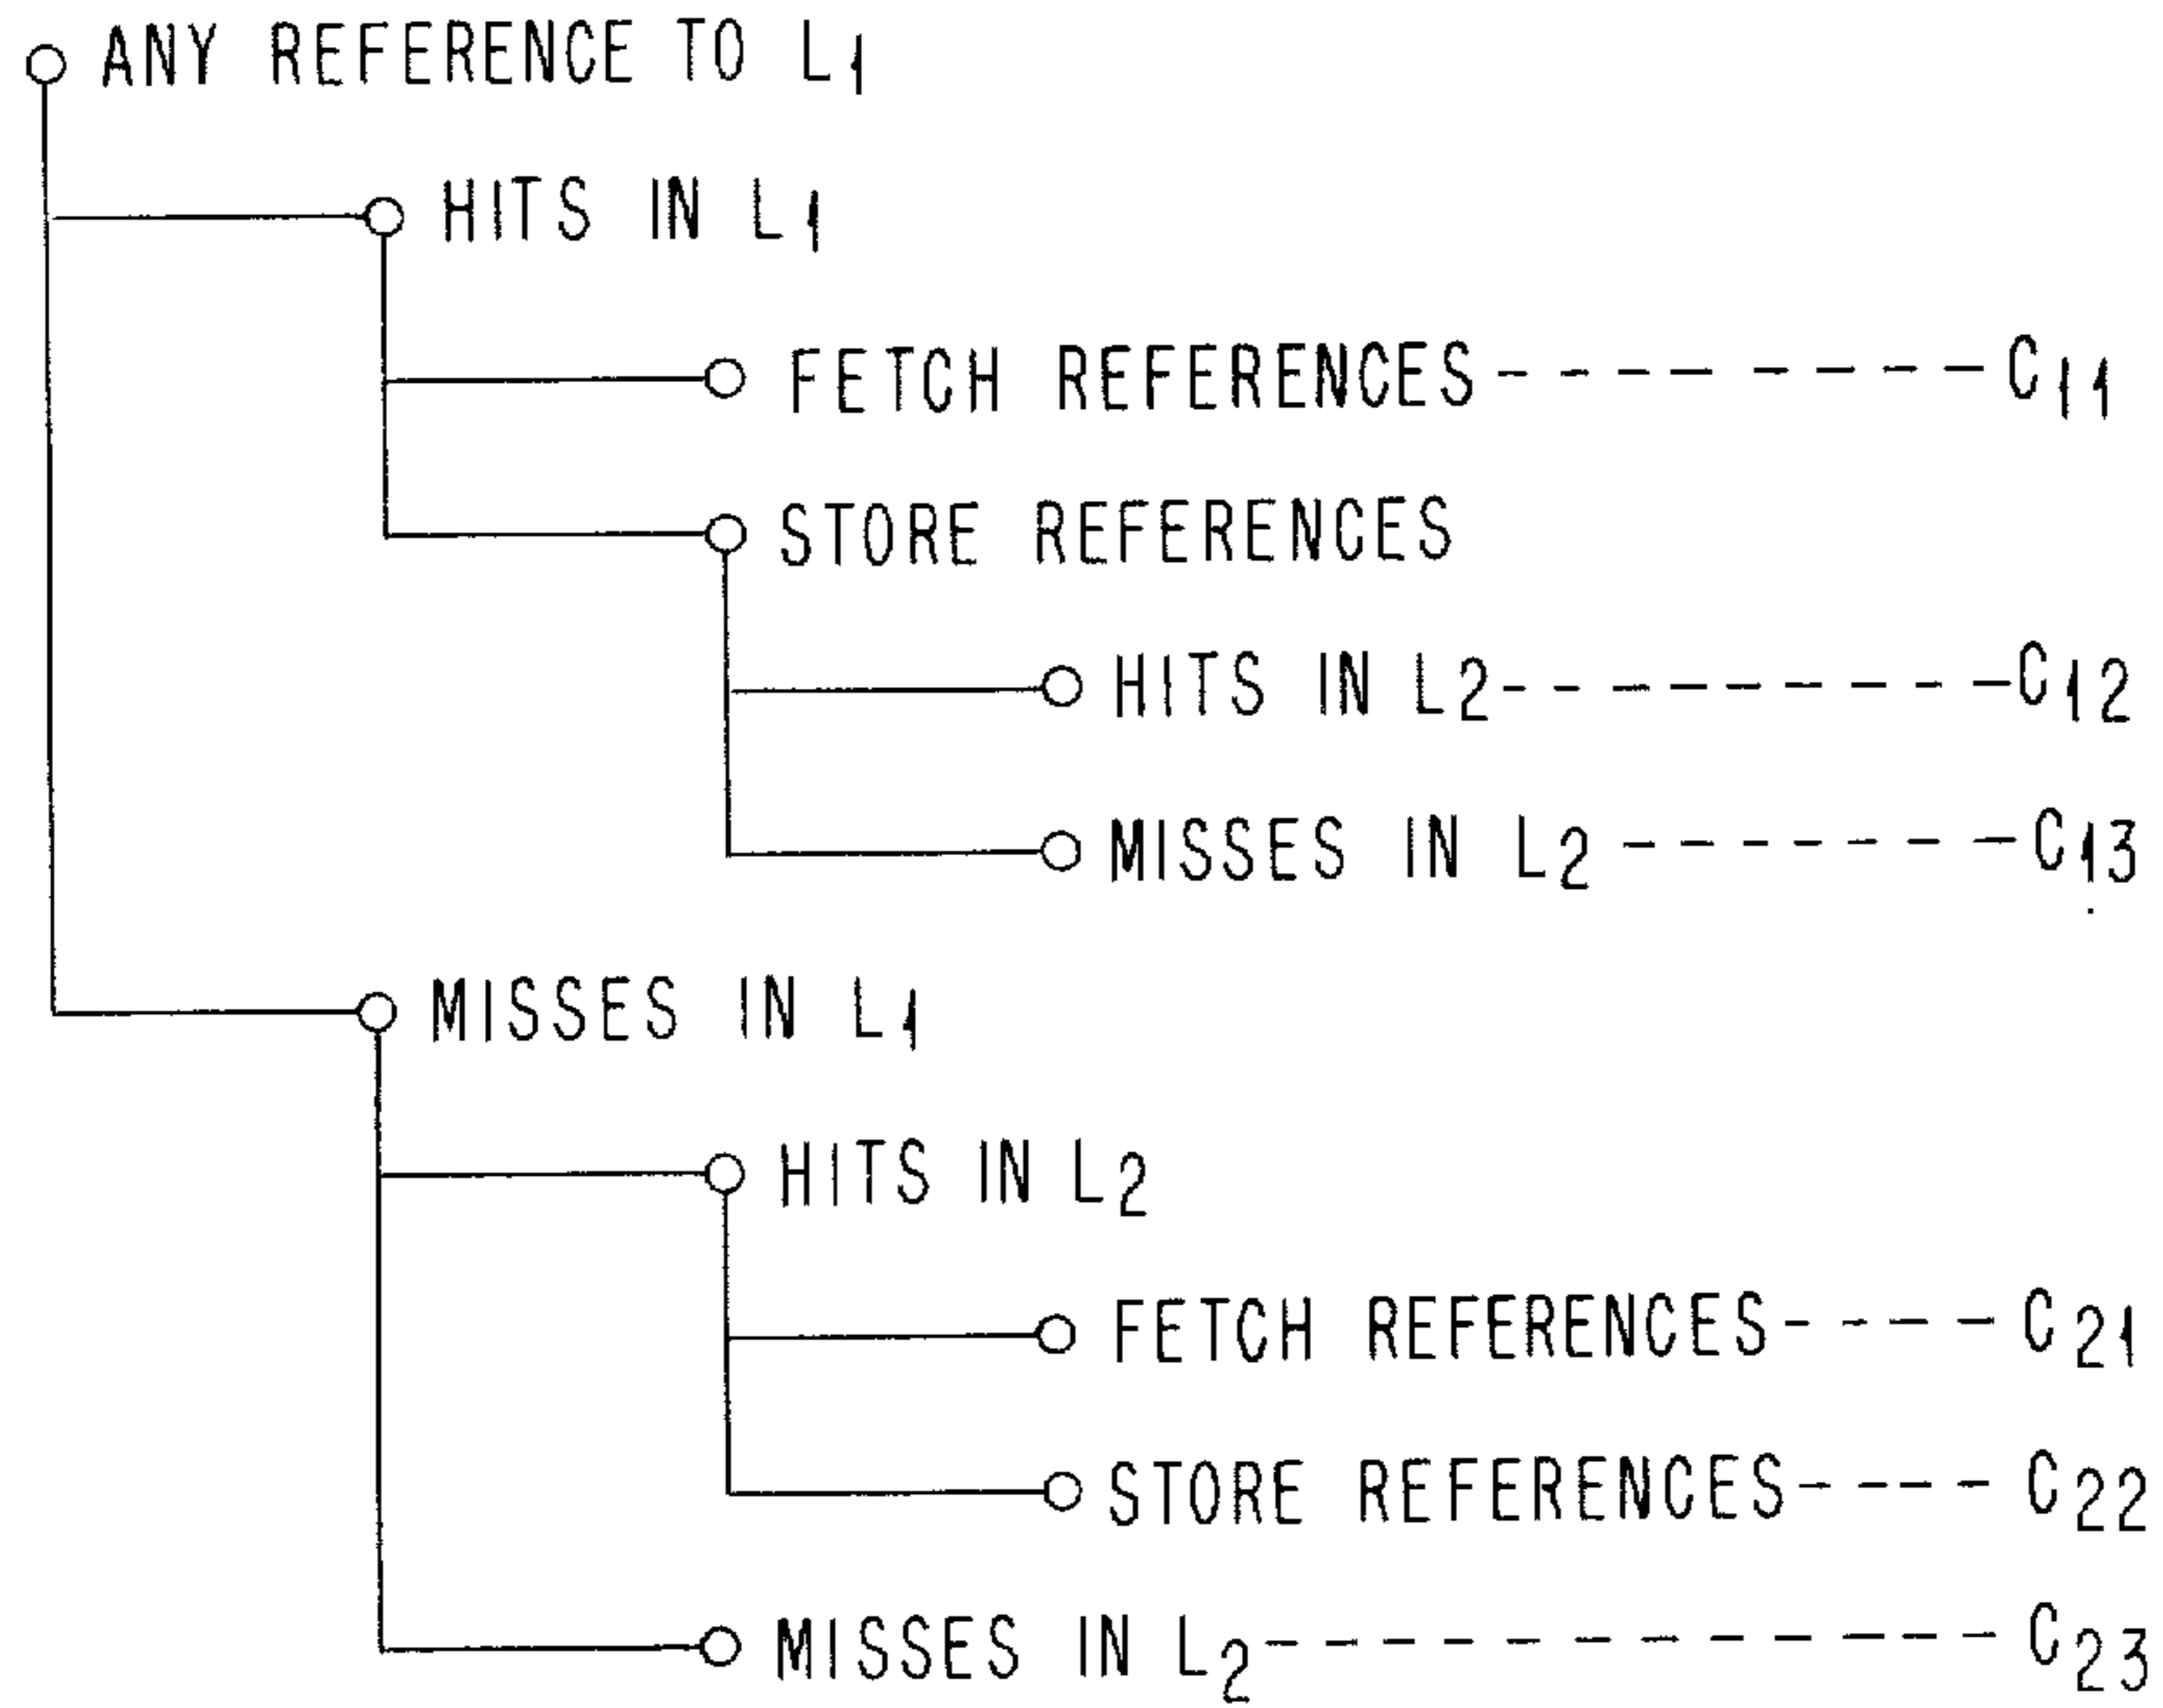 ANY REFERENCE TO L1
HITS IN L1
FETCH REFERENCES - - - - - - - - C11
STORE REFERENCES
HITS IN L2 - - - - - - - - - C12
MISSES IN L2 - - - - - - - C13
MISSES IN L1
HITS IN L2
FETCH REFERENCES - - - - C21
STORE REFERENCES - - - - C22
MISSES IN L2 - - - - - - - - - - - - C23